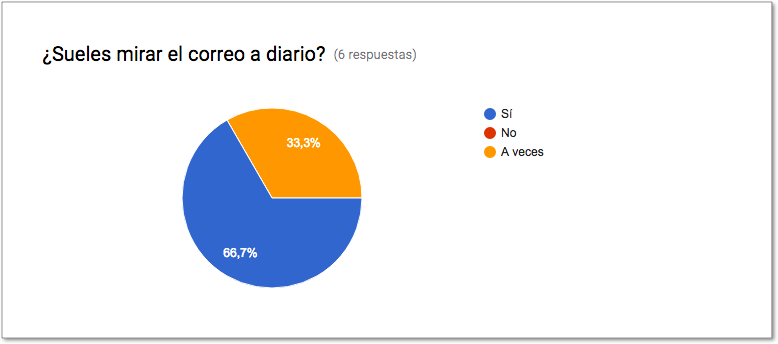 ¿Sueles mirar el correo a diario? (6 respuestas)
Sí
No
A veces
33,3%
66,7%